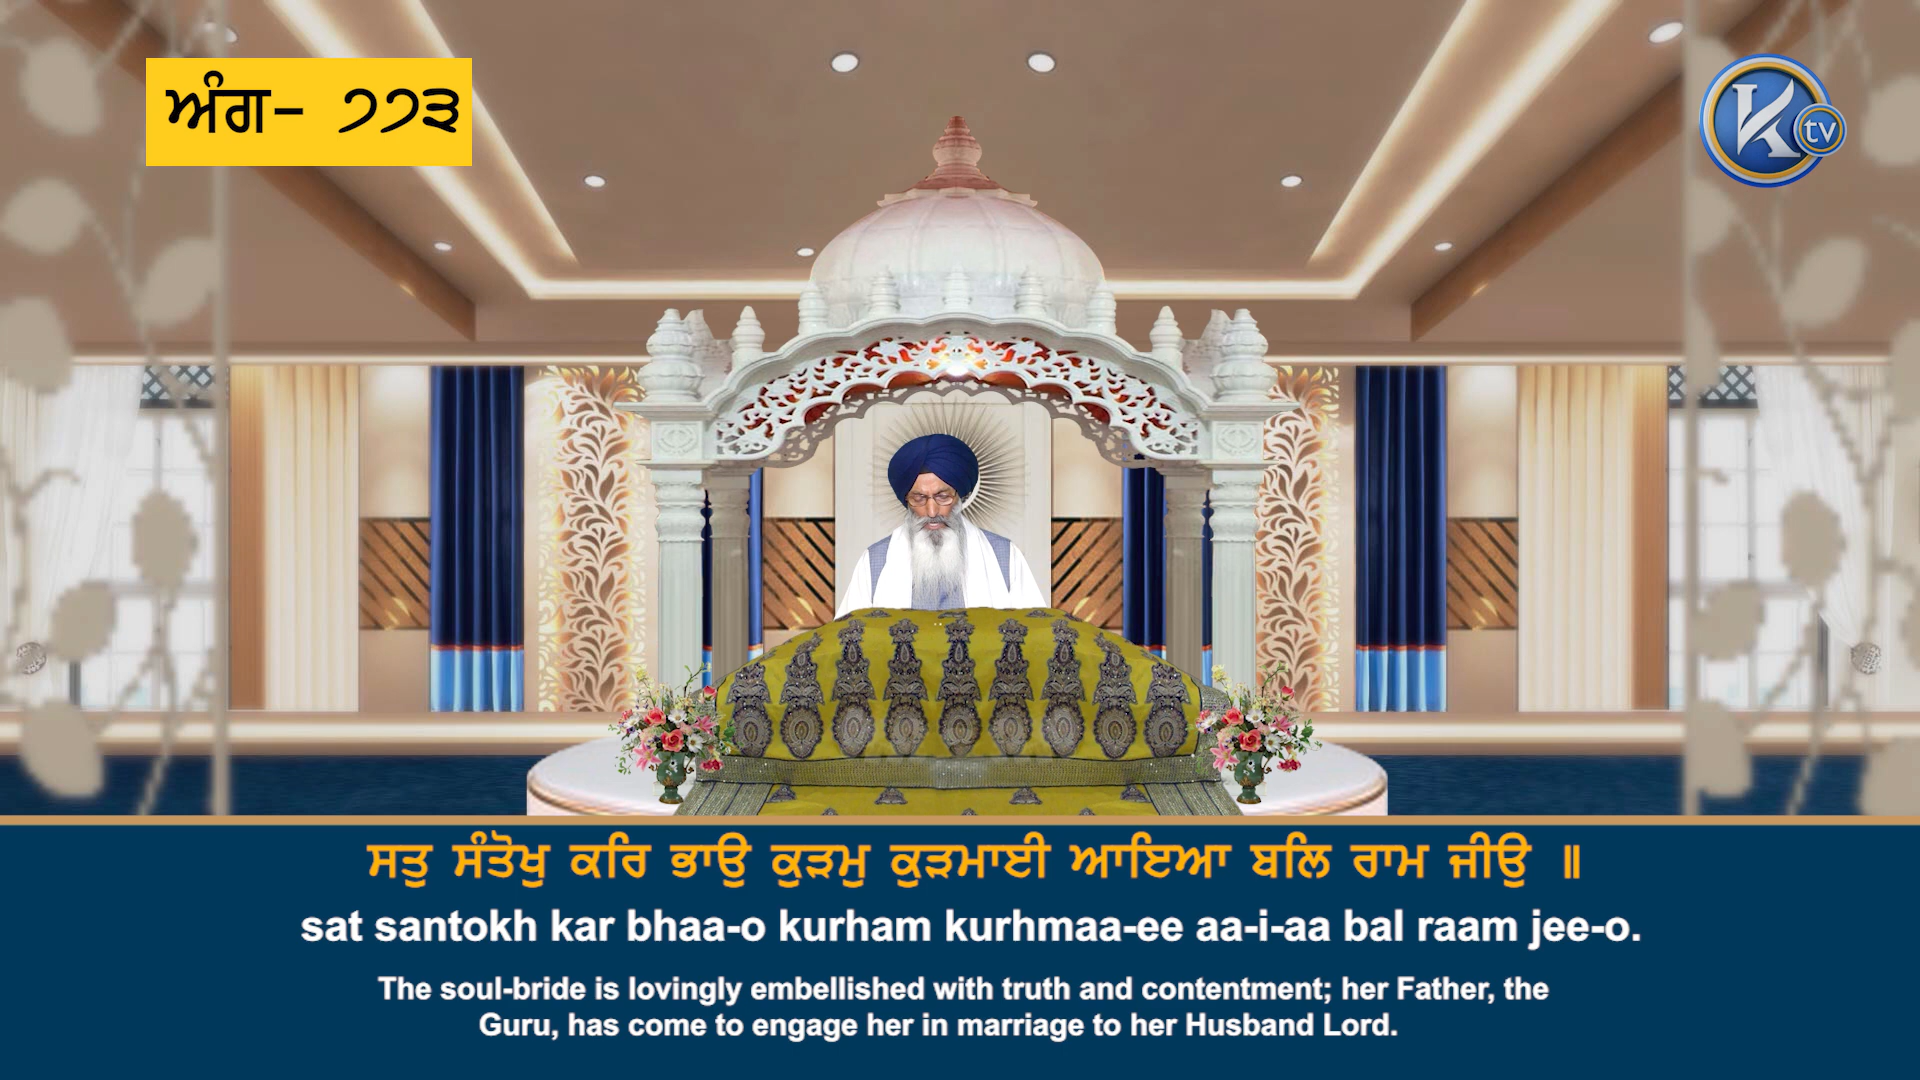 ਅੰਗ- ੭੭੩
K tv
ਸਤੁ ਸੰਤੋਖੁ ਕਰਿ ਭਾਉ ਕੁੜਮੁ ਕੁੜਮਾਈ ਆਇਆ ਬਲਿ ਰਾਮ ਜੀਉ ॥
sat santokh kar bhaa-o kurham kurhmaa-ee aa-i-aa bal raam jee-o.
The soul-bride is lovingly embellished with truth and contentment; her Father, the
Guru, has come to engage her in marriage to her Husband Lord.